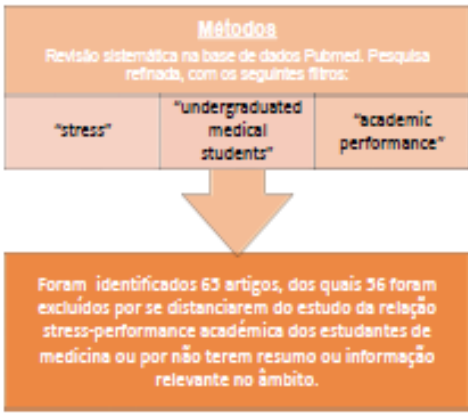 Métodos
Revisão sistemática na base de dados Pubmed. Pesquisa
refinada, com os seguintes filtros:
"stress"
"undergraduated
medical
students"
"academic
performance"
Foram identificados 65 artigos, dos quais 56 foram
excluídos por se distanciarem do estudo da relação
stress-performance académica dos estudantes de
medicina ou por não terem resumo ou informação
relevante no âmbito.